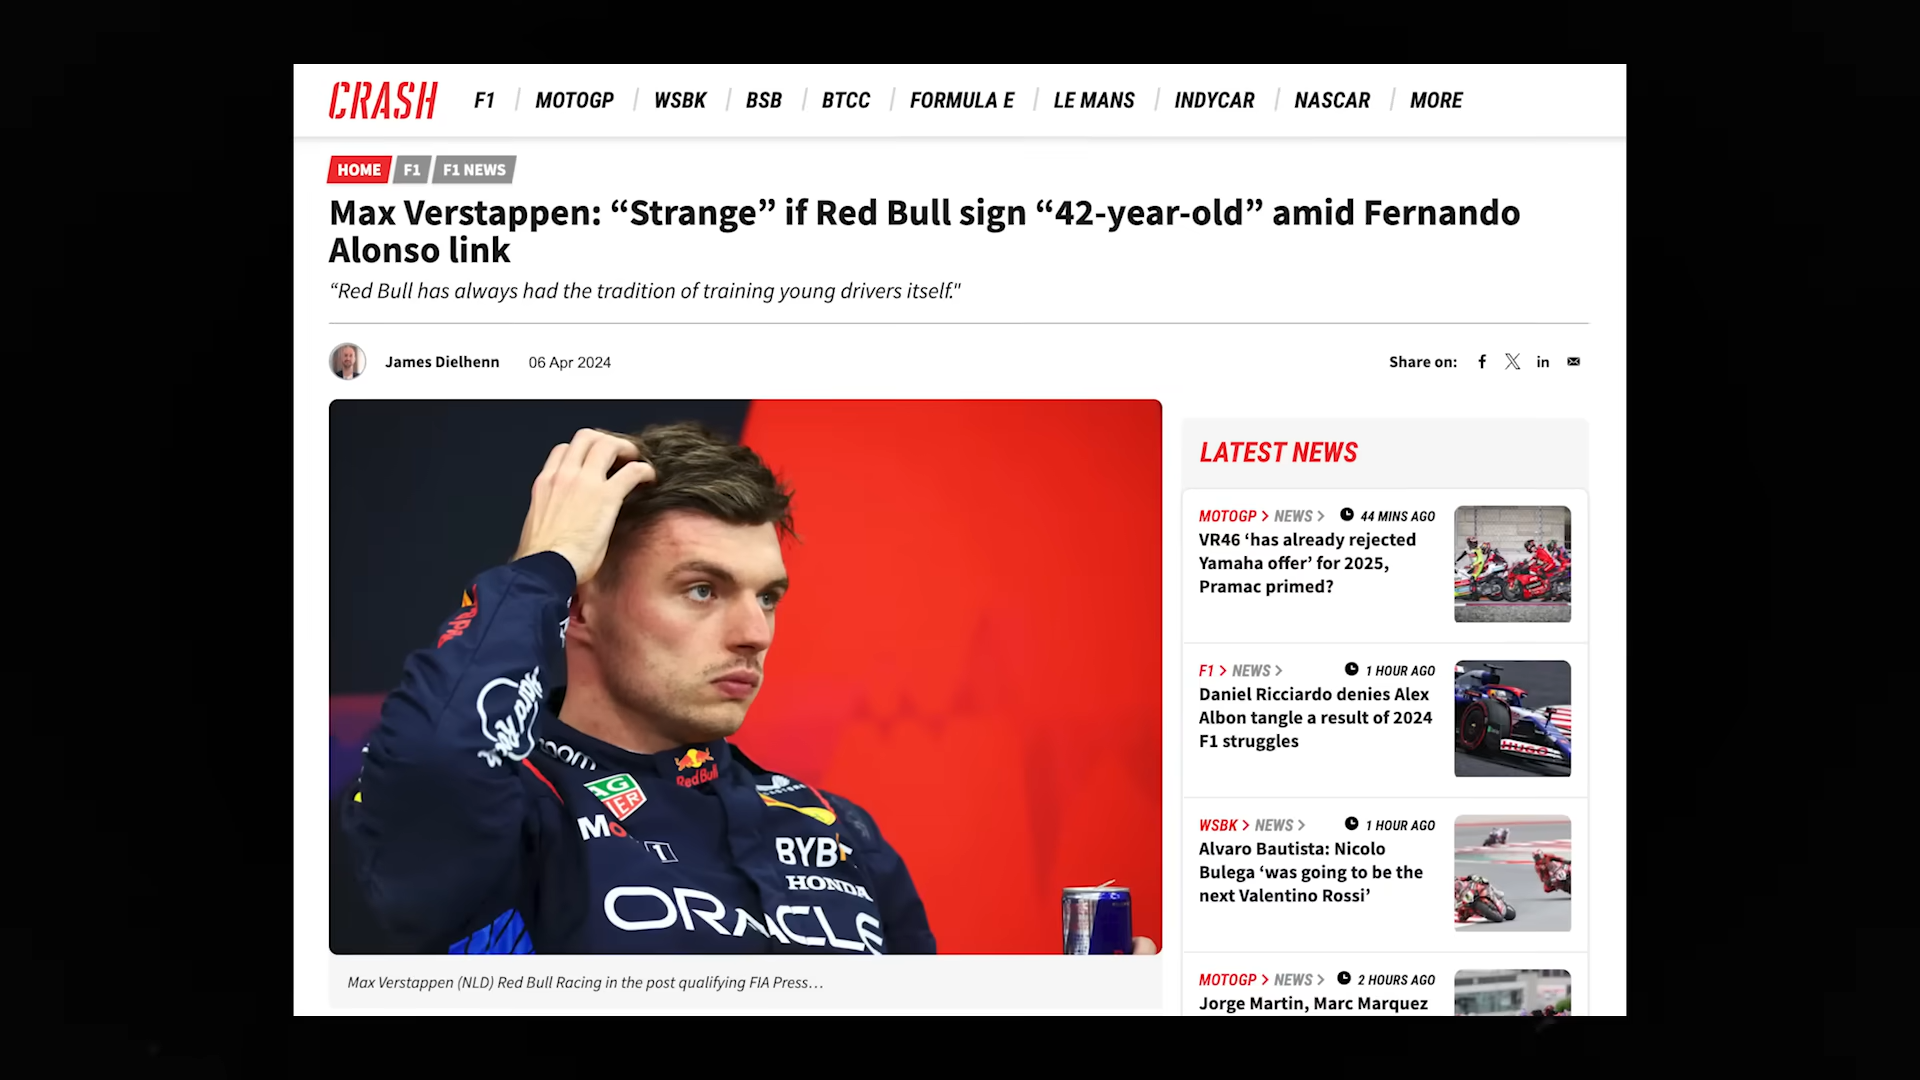 CRASH F1 MOTOGP WSBK BSB BTCC FORMULA E LE MANS INDYCAR NASCAR MORE
HOME F1 F1 NEWS
Max Verstappen: “Strange” if Red Bull sign “42-year-old” amid Fernando
Alonso link
“Red Bull has always had the tradition of training young drivers itself."
James Dielhenn 06 Apr 2024
Share on:
Red Bull
BYB
HONDA
ORACLE
Max Verstappen (NLD) Red Bull Racing in the post qualifying FIA Press…
LATEST NEWS
MOTOGP > NEWS > 44 MINS AGO
VR46 ‘has already rejected
Yamaha offer’ for 2025,
Pramac primed?
F1 > NEWS > 1 HOUR AGO
Daniel Ricciardo denies Alex
Albon tangle a result of 2024
F1 struggles
HUGO
WSBK > NEWS > 1 HOUR AGO
Alvaro Bautista: Nicolo
Bulega ‘was going to be the
next Valentino Rossi’
MOTOGP > NEWS > 2 HOURS AGO
Jorge Martin, Marc Marquez